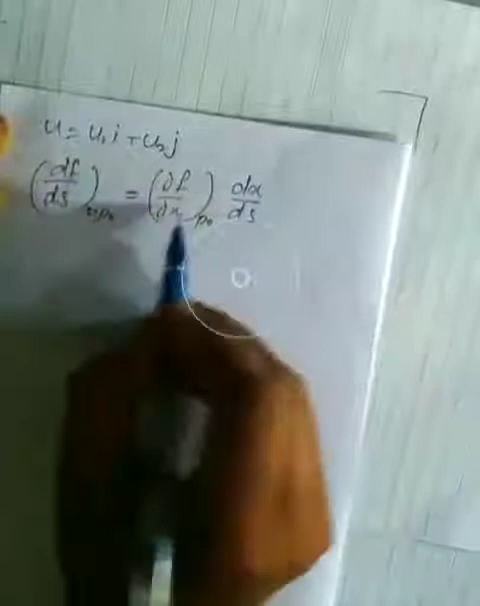 u = u₁i + u₂j
(df/ds)u,p₀ = (∂f/∂x)p₀ dx/ds